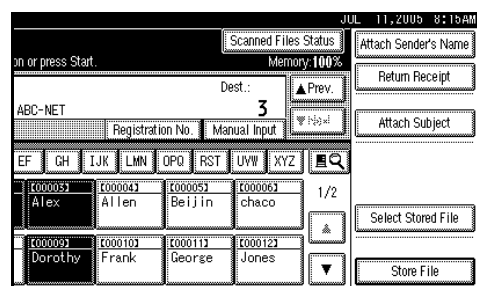 JUL 11,2005 8:15AM
Scanned Files Status
Attach Sender's Name
on or press Start.
Memory:100%
Return Receipt
Dest.:
▲Prev.
ABC-NET
3
▼Next
Attach Subject
Registration No.
Manual Input
EF GH IJK LMN OPQ RST UVW XYZ
[00003] [00004] [00005] [00006]
Alex Allen Beijin chaco
1/2
Select Stored File
[00009] [00010] [00011] [00012]
Dorothy Frank George Jones
▼
Store File